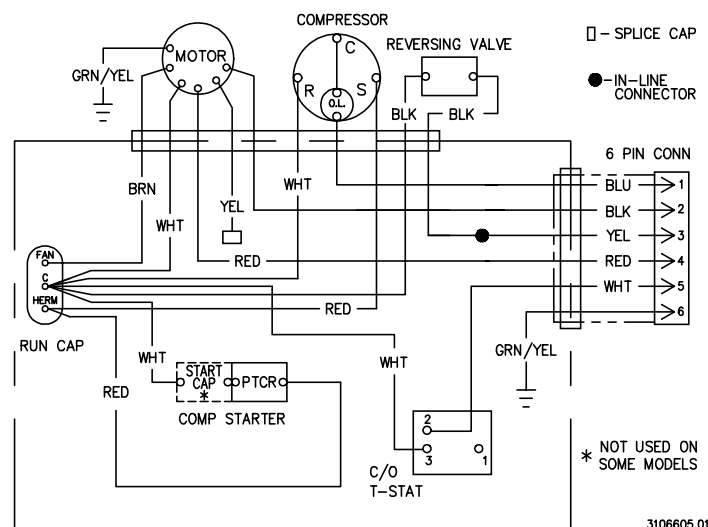 COMPRESSOR
MOTOR
GRN/YEL
C
R
S
O.L.
REVERSING VALVE
BLK
BLK
- SPLICE CAP
-IN-LINE
CONNECTOR
6 PIN CONN
BRN
WHT
YEL
WHT
BLU
1
BLK
2
YEL
3
RED
RED
4
WHT
5
6
FAN
C
HERM
RUN CAP
RED
GRN/YEL
WHT
START
CAP
*
PTCR
COMP STARTER
RED
WHT
2
3
1
C/O
T-STAT
* NOT USED ON
SOME MODELS
3106605.01